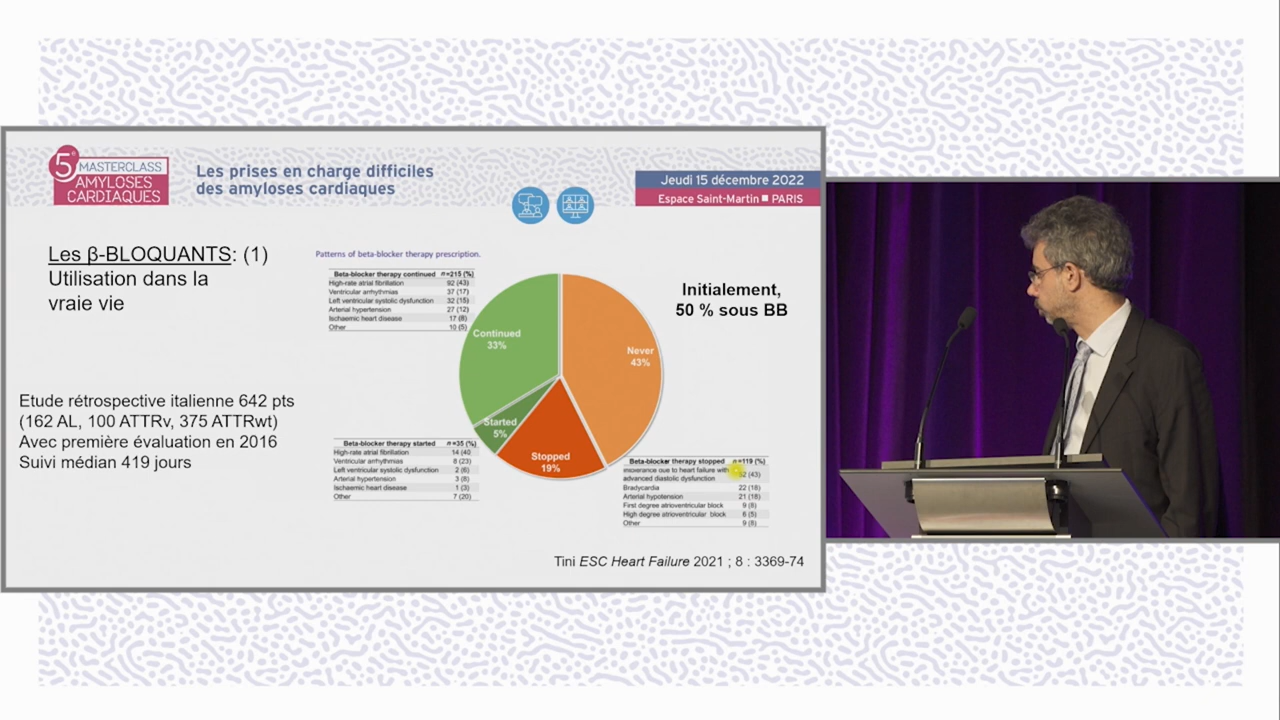 5e MASTERCLASS
AMYLOSES
CARDIAQUES
Les prises en charge difficiles
des amyloses cardiaques
Jeudi 15 décembre 2022
Espace Saint-Martin ■ PARIS
Les β-BLOQUANTS: (1)
Utilisation dans la
vraie vie
Etude rétrospective italienne 642 pts
(162 AL, 100 ATTRv, 375 ATTRwt)
Avec première évaluation en 2016
Suivi médian 419 jours
Patterns of beta-blocker therapy prescription.
Beta-blocker therapy continued n=215 (%)
High-rate atrial fibrillation 92 (43)
Ventricular arrhythmias 37 (17)
Left ventricular systolic dysfunction 32 (15)
Arterial hypertension 27 (12)
Ischaemic heart disease 17 (8)
Other 10 (5)
Continued
33%
Never
43%
Started
5%
Stopped
19%
Initialement,
50 % sous BB
Beta-blocker therapy started n=35 (%)
High-rate atrial fibrillation 14 (40
Ventricular arrhythmias 8 (23)
Left ventricular systolic dysfunction 2 (6)
Arterial hypertension 3 (8)
Ischaemic heart disease 1 (3)
Other 7 (20)
Beta-blocker therapy stopped n=119 (%)
Intolerance due to heart failure with
advanced diastolic dysfunction (43)
Bradycardia 22 (18)
Arterial hypotension 21 (18)
First degree atrioventricular block 9 (8)
High degree atrioventricular block 6 (5)
Other 9 (8)
Tini ESC Heart Failure 2021 ; 8 : 3369-74